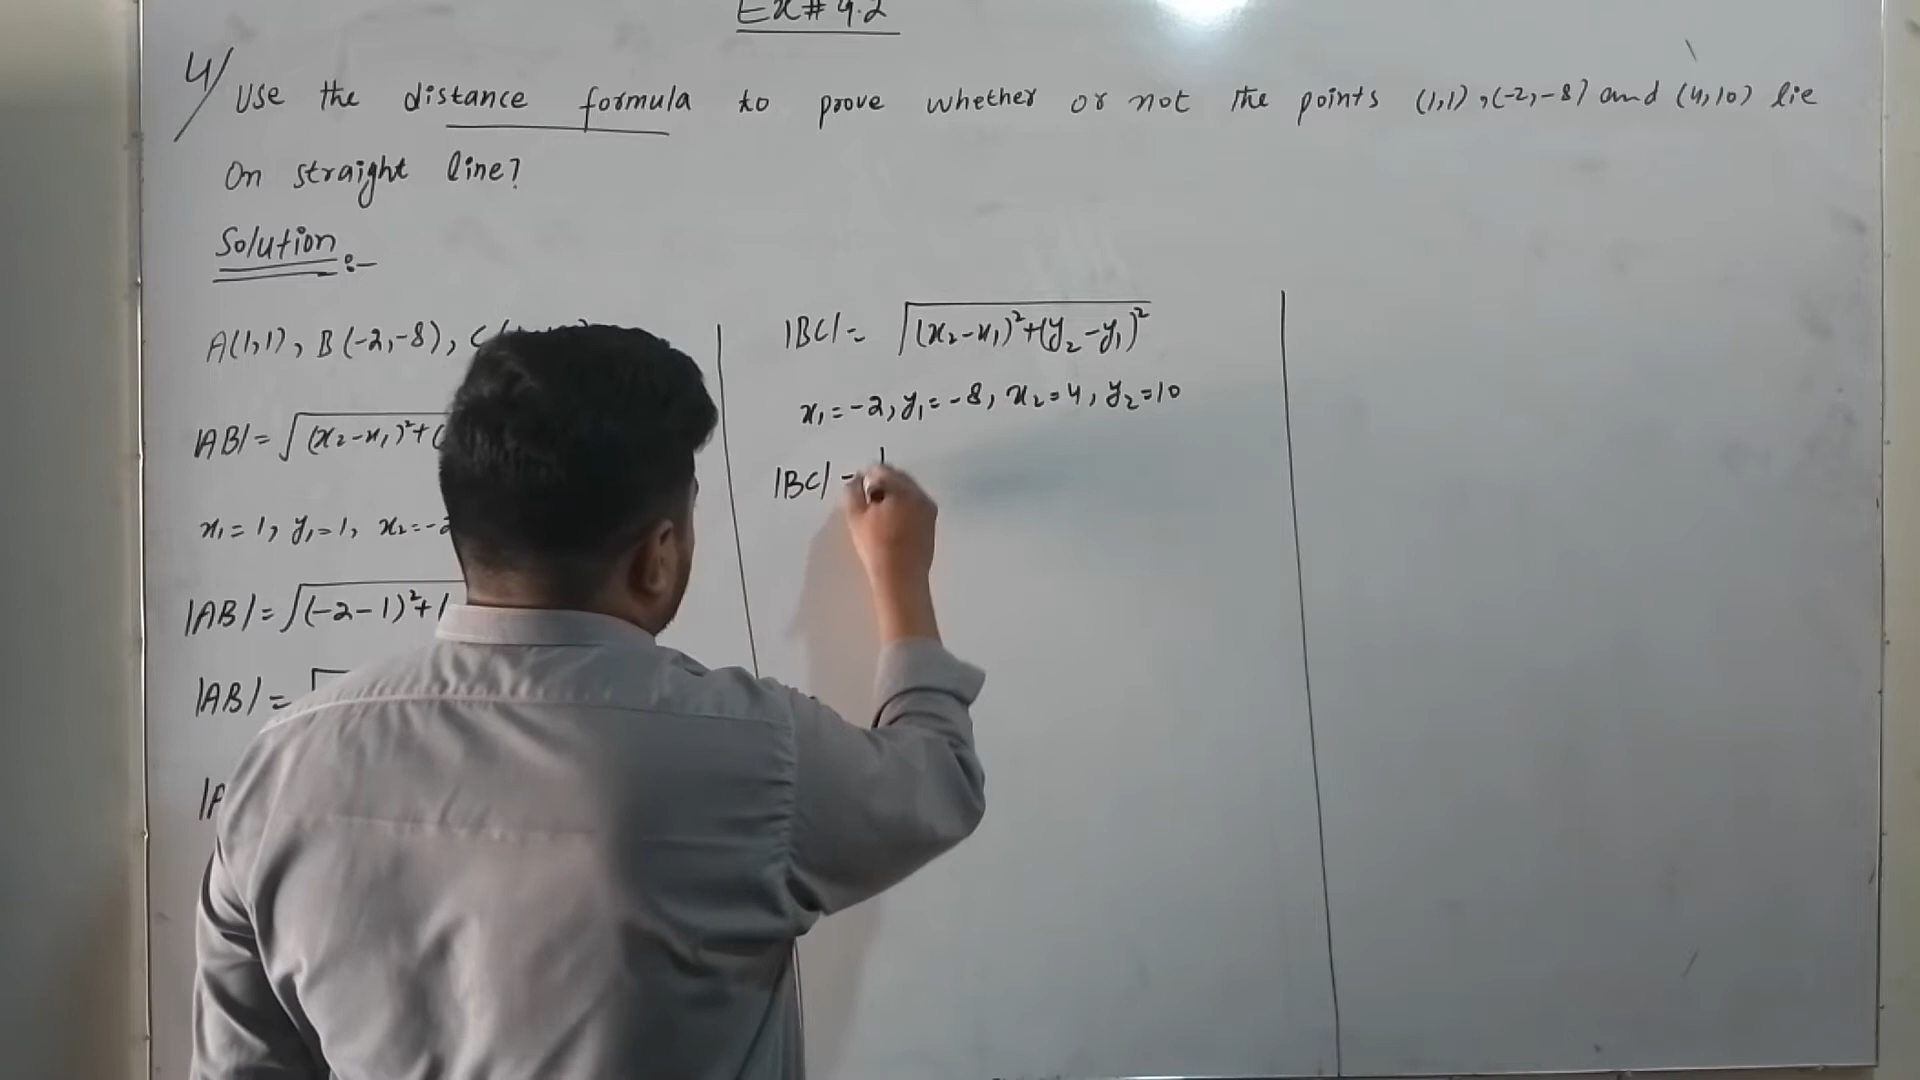 Ex# 4.2
4/ Use the distance formula to prove whether or not the points (1,1), (-2,-8) and (4,10) lie
On straight line?
Solution :-
A(1,1), B(-2,-8), C(
|AB| = √(x₂-x₁)²+(
x₁ = 1, y₁ = 1, x₂ = -2
|AB| = √(-2-1)²+(
|AB| = √
|A
|BC| = √(x₂-x₁)²+(y₂-y₁)²
x₁ = -2, y₁ = -8, x₂ = 4, y₂ = 10
|BC| =